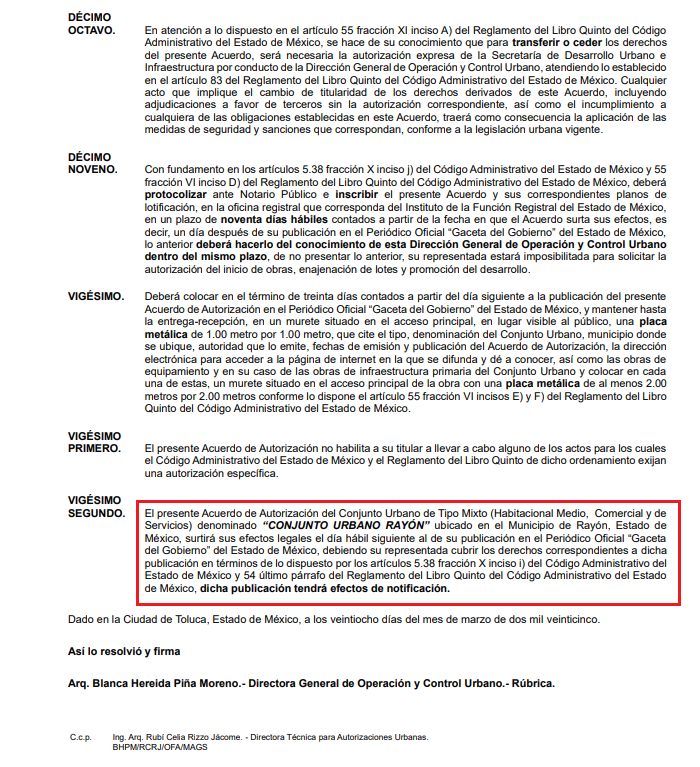 DÉCIMO
OCTAVO. En atención a lo dispuesto en el artículo 55 fracción XI inciso A) del Reglamento del Libro Quinto del Código
Administrativo del Estado de México, se hace de su conocimiento que para transferir o ceder los derechos
del presente Acuerdo, será necesaria la autorización expresa de la Secretaría de Desarrollo Urbano e
Infraestructura por conducto de la Dirección General de Operación y Control Urbano, atendiendo lo establecido
en el artículo 83 del Reglamento del Libro Quinto del Código Administrativo del Estado de México. Cualquier
acto que implique el cambio de titularidad de los derechos derivados de este Acuerdo, incluyendo
adjudicaciones a favor de terceros sin la autorización correspondiente, así como el incumplimiento a
cualquiera de las obligaciones establecidas en este Acuerdo, traerá como consecuencia la aplicación de las
medidas de seguridad y sanciones que correspondan, conforme a la legislación urbana vigente.
DÉCIMO
NOVENO. Con fundamento en los artículos 5.38 fracción X inciso j) del Código Administrativo del Estado de México y 55
fracción VI inciso D) del Reglamento del Libro Quinto del Código Administrativo del Estado de México, deberá
protocolizar ante Notario Público e inscribir el presente Acuerdo y sus correspondientes planos de
lotificación, en la oficina registral que corresponda del Instituto de la Función Registral del Estado de México,
en un plazo de noventa días hábiles contados a partir de la fecha en que el Acuerdo surta sus efectos, es
decir, un día después de su publicación en el Periódico Oficial “Gaceta del Gobierno” del Estado de México,
lo anterior deberá hacerlo del conocimiento de esta Dirección General de Operación y Control Urbano
dentro del mismo plazo, de no presentar lo anterior, su representada estará imposibilitada para solicitar la
autorización del inicio de obras, enajenación de lotes y promoción del desarrollo.
VIGÉSIMO. Deberá colocar en el término de treinta días contados a partir del día siguiente a la publicación del presente
Acuerdo de Autorización en el Periódico Oficial “Gaceta del Gobierno” del Estado de México, y mantener hasta
la entrega-recepción, en un murete situado en el acceso principal, en lugar visible al público, una placa
metálica de 1.00 metro por 1.00 metro, que cite el tipo, denominación del Conjunto Urbano, municipio donde
se ubique, autoridad que lo emite, fechas de emisión y publicación del Acuerdo de Autorización, la dirección
electrónica para acceder a la página de internet en la que se difunda y dé a conocer, así como las obras de
equipamiento y en su caso de las obras de infraestructura primaria del Conjunto Urbano y colocar en cada
una de estas, un murete situado en el acceso principal de la obra con una placa metálica de al menos 2.00
metros por 2.00 metros conforme lo dispone el artículo 55 fracción VI incisos E) y F) del Reglamento del Libro
Quinto del Código Administrativo del Estado de México.
VIGÉSIMO
PRIMERO. El presente Acuerdo de Autorización no habilita a su titular a llevar a cabo alguno de los actos para los cuales
el Código Administrativo del Estado de México y el Reglamento del Libro Quinto de dicho ordenamiento exijan
una autorización específica.
VIGÉSIMO
SEGUNDO. El presente Acuerdo de Autorización del Conjunto Urbano de Tipo Mixto (Habitacional Medio, Comercial y de
Servicios) denominado “CONJUNTO URBANO RAYÓN” ubicado en el Municipio de Rayón, Estado de
México, surtirá sus efectos legales el día hábil siguiente al de su publicación en el Periódico Oficial “Gaceta
del Gobierno” del Estado de México, debiendo su representada cubrir los derechos correspondientes a dicha
publicación en términos de lo dispuesto por los artículos 5.38 fracción X inciso i) del Código Administrativo del
Estado de México y 54 último párrafo del Reglamento del Libro Quinto del Código Administrativo del Estado
de México, dicha publicación tendrá efectos de notificación.
Dado en la Ciudad de Toluca, Estado de México, a los veintiocho días del mes de marzo de dos mil veinticinco.
Así lo resolvió y firma
Arq. Blanca Hereida Piña Moreno.- Directora General de Operación y Control Urbano.- Rúbrica.
C.c.p. Ing. Arq. Rubí Celia Rizzo Jácome. - Directora Técnica para Autorizaciones Urbanas.
BHPM/RCRJ/OFA/MAGS